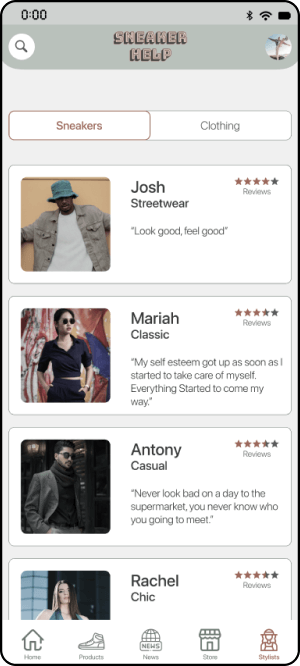 0:00
SNEAKER
HELP
Sneakers
Clothing
Josh
Reviews
Streetwear
“Look good, feel good”
Mariah
Reviews
Classic
“My self esteem got up as soon as I
started to take care of myself.
Everything Started to come my
way.”
Antony
Reviews
Casual
“Never look bad on a day to the
supermarket, you never know who
you going to meet.”
Rachel
Reviews
Chic
NEWS
Home
Products
News
Store
Stylists